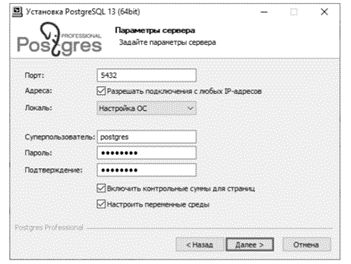 Установка PostgreSQL 13 (64bit)
PROFESSIONAL
Postgres
Параметры сервера
Задайте параметры сервера
Порт: 5432
Адреса: Разрешать подключения с любых IP-адресов
Локаль: Настройка ОС
Суперпользователь: postgres
Пароль: ••••••••
Подтверждение: ••••••••
Включить контрольные суммы для страниц
Настроить переменные среды
Postgres Professional
< Назад Далее > Отмена